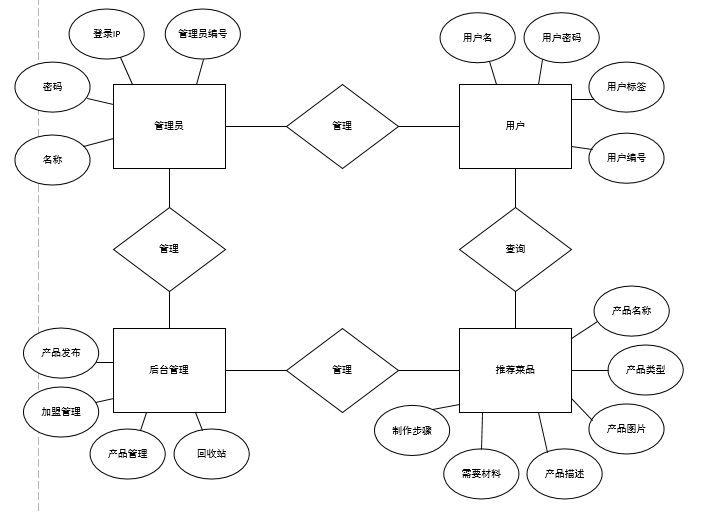 登录IP
管理员编号
用户名
用户密码
密码
用户标签
管理员
管理
用户
名称
用户编号
管理
查询
产品名称
产品发布
后台管理
管理
推荐菜品
产品类型
加盟管理
制作步骤
产品图片
产品管理
回收站
需要材料
产品描述